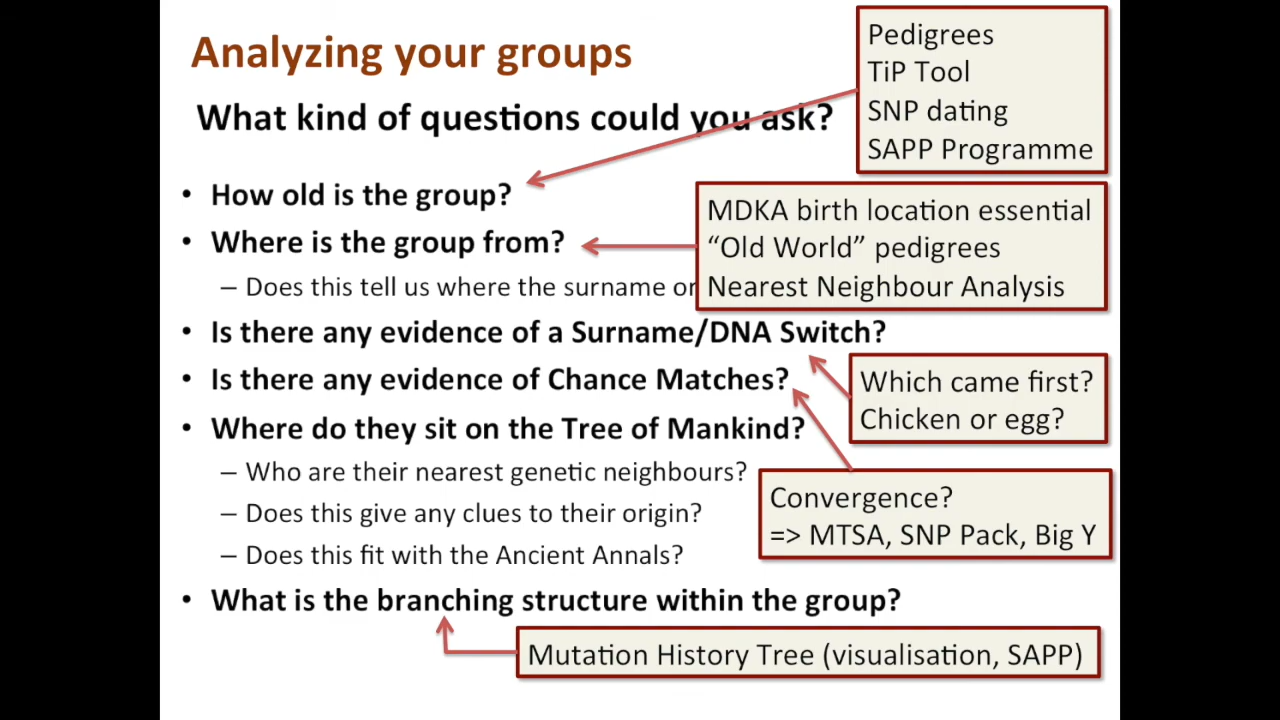 Analyzing your groups
What kind of questions could you ask?
Pedigrees
TiP Tool
SNP dating
SAPP Programme
• How old is the group?
• Where is the group from?
MDKA birth location essential
“Old World” pedigrees
Nearest Neighbour Analysis
– Does this tell us where the surname
• Is there any evidence of a Surname/DNA Switch?
• Is there any evidence of Chance Matches?
Which came first?
Chicken or egg?
• Where do they sit on the Tree of Mankind?
– Who are their nearest genetic neighbours?
– Does this give any clues to their origin?
– Does this fit with the Ancient Annals?
Convergence?
=> MTSA, SNP Pack, Big Y
• What is the branching structure within the group?
Mutation History Tree (visualisation, SAPP)